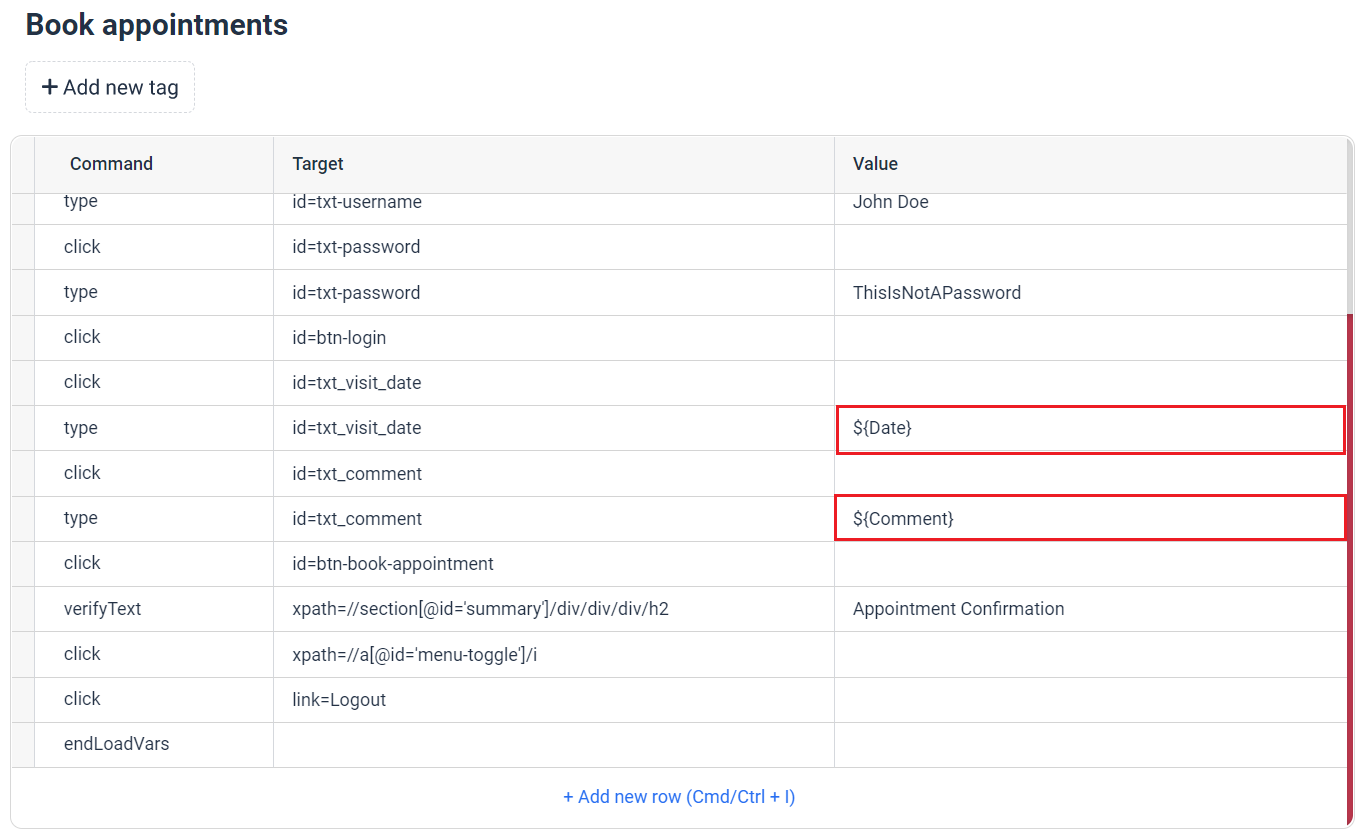 Book appointments
+ Add new tag
Command Target Value
type id=txt-username John Doe
click id=txt-password
type id=txt-password ThisIsNotAPassword
click id=btn-login
click id=txt_visit_date
type id=txt_visit_date ${Date}
click id=txt_comment
type id=txt_comment ${Comment}
click id=btn-book-appointment
verifyText xpath=//section[@id='summary']/div/div/div/h2 Appointment Confirmation
click xpath=//a[@id='menu-toggle']/i
click link=Logout
endLoadVars
+ Add new row (Cmd/Ctrl + I)